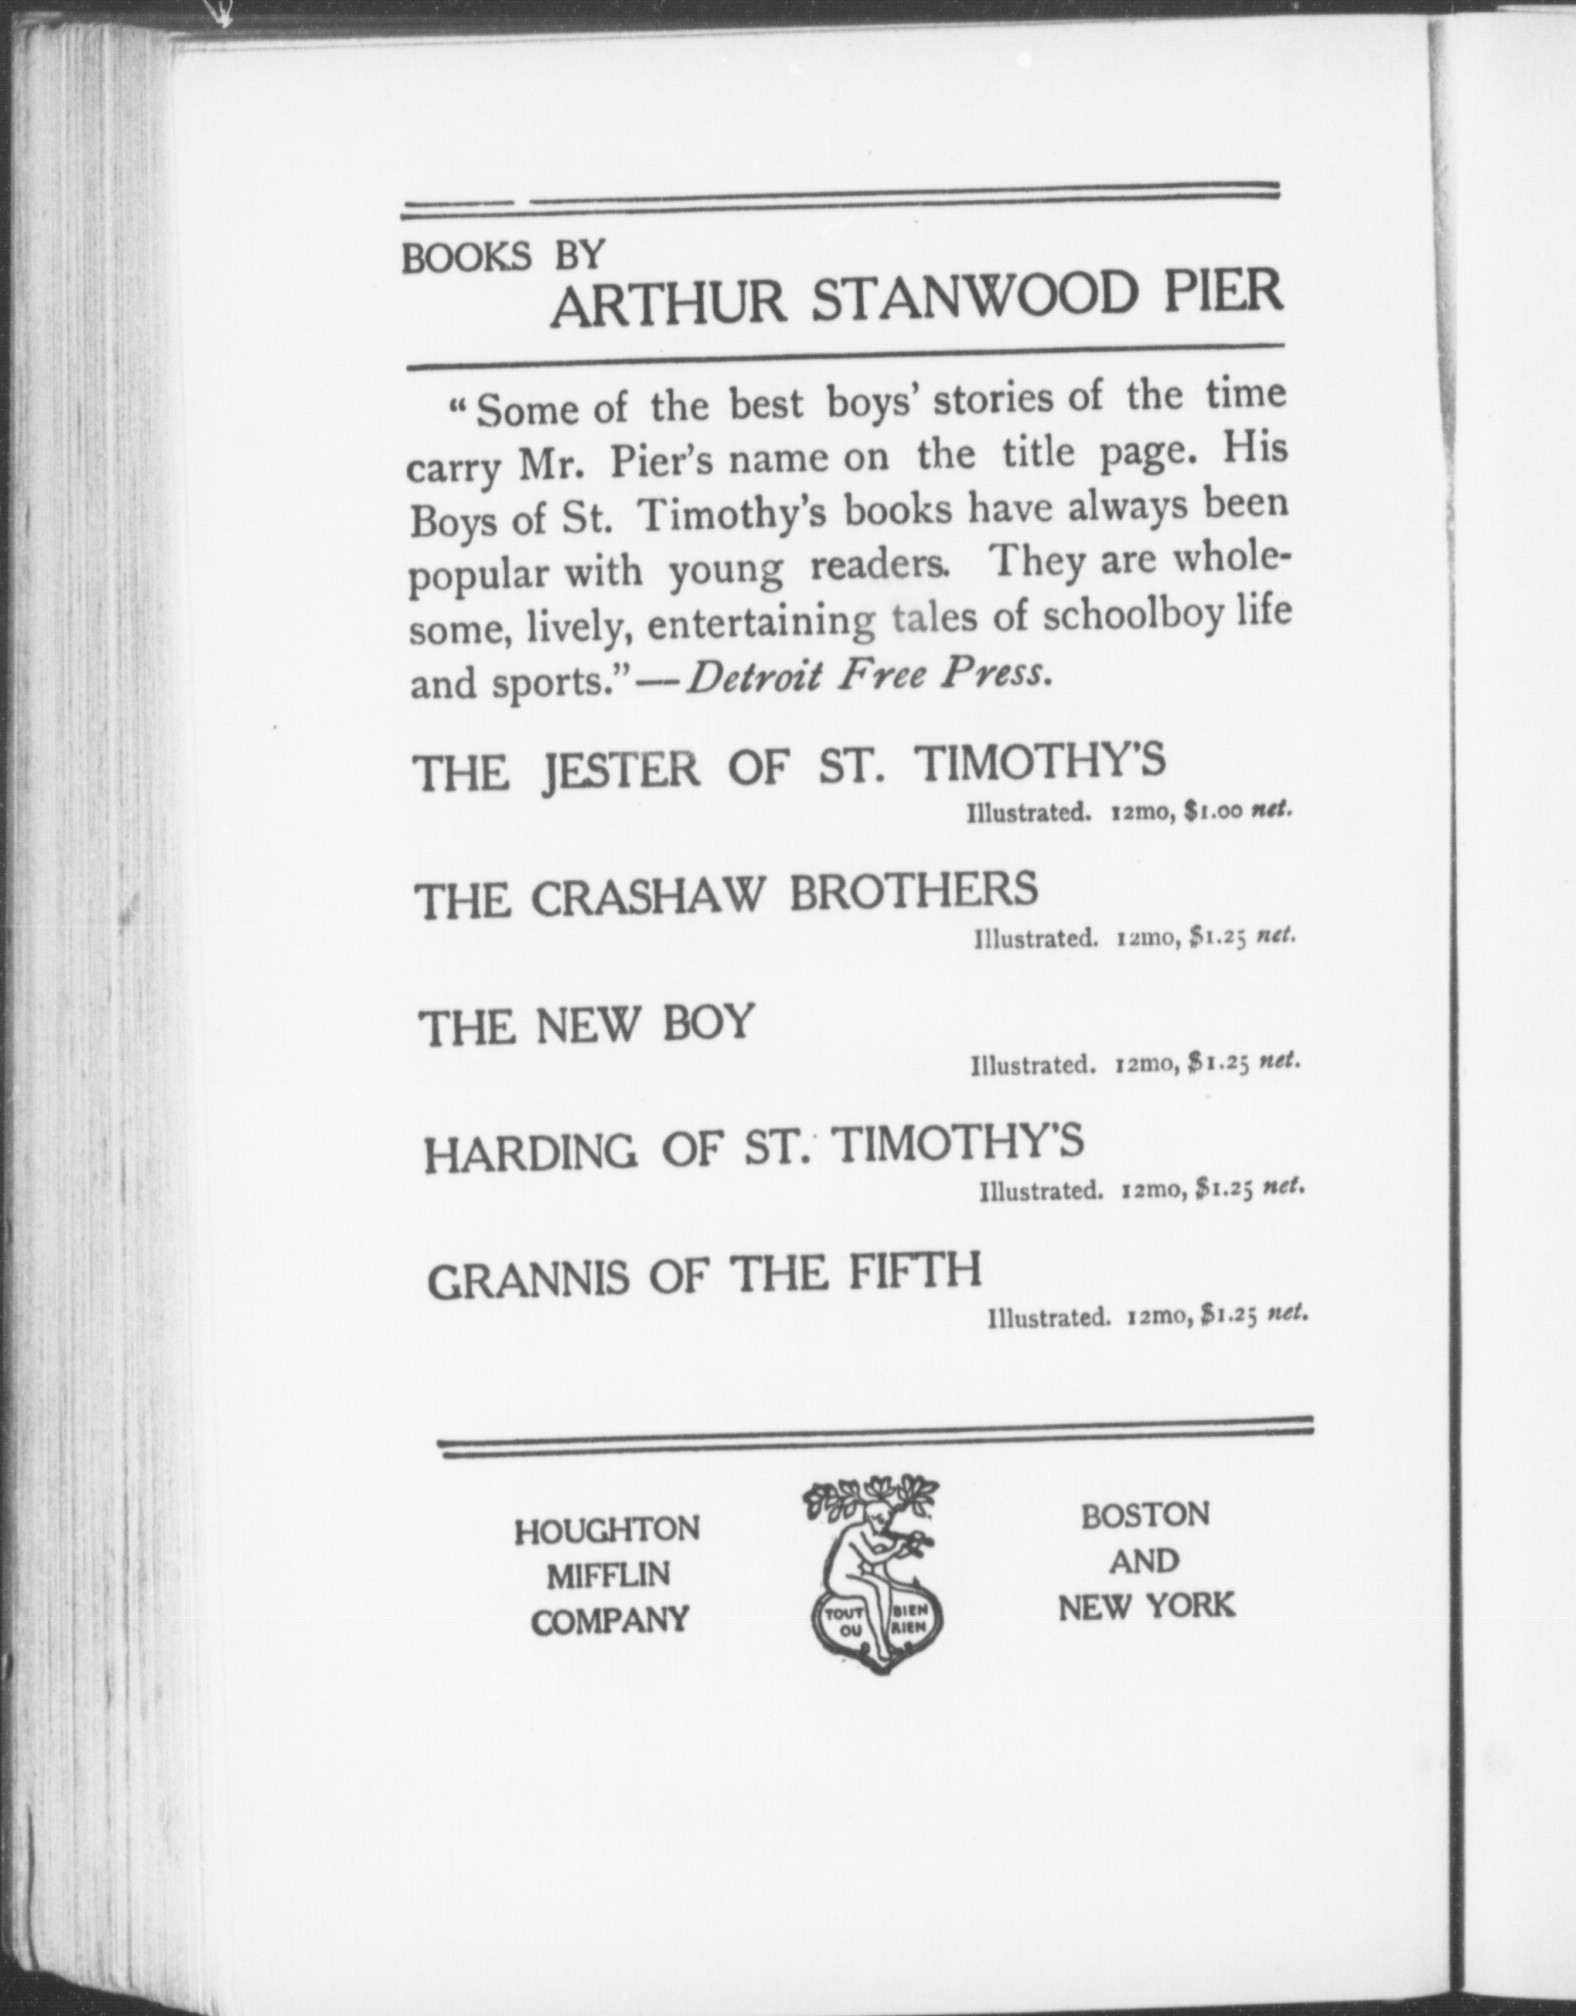 BOOKS BY
ARTHUR STANWOOD PIER
“Some of the best boys’ stories of the time
carry Mr. Pier’s name on the title page. His
Boys of St. Timothy’s books have always been
popular with young readers. They are whole-
some, lively, entertaining tales of schoolboy life
and sports.”—Detroit Free Press.
THE JESTER OF ST. TIMOTHY’S
Illustrated. 12mo, $1.00 net.
THE CRASHAW BROTHERS
Illustrated. 12mo, $1.25 net.
THE NEW BOY
Illustrated. 12mo, $1.25 net.
HARDING OF ST. TIMOTHY’S
Illustrated. 12mo, $1.25 net.
GRANNIS OF THE FIFTH
Illustrated. 12mo, $1.25 net.
HOUGHTON
MIFFLIN
COMPANY
TOUT BIEN
OU RIEN
BOSTON
AND
NEW YORK